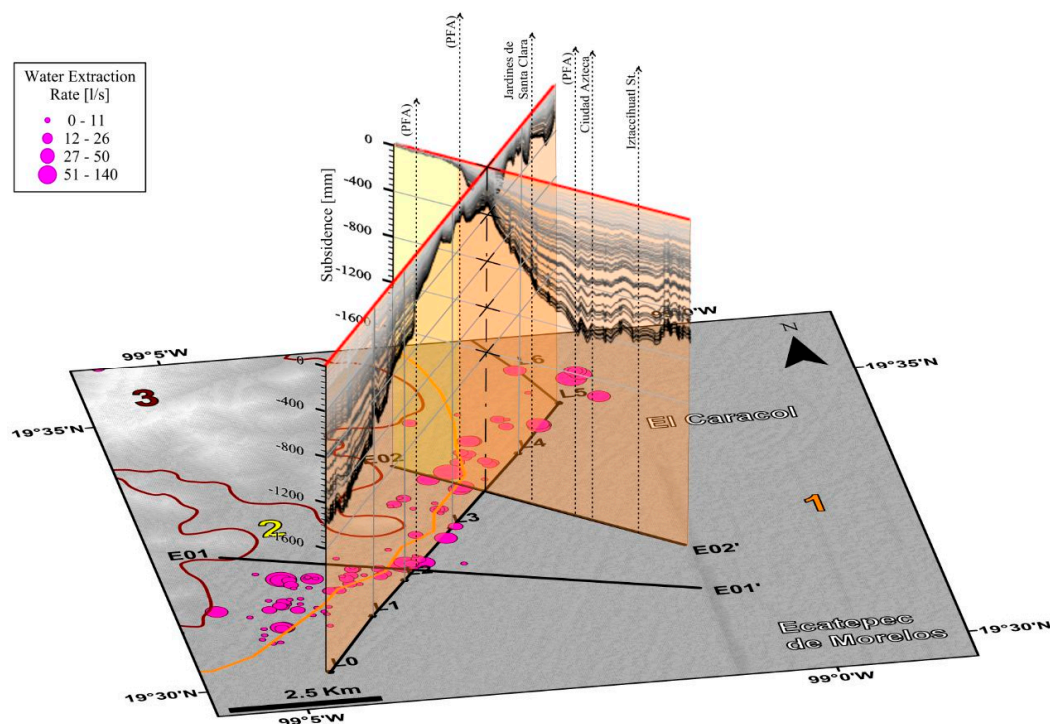 (PFA)
(PFA)
Jardines de
Santa Clara
(PFA)
Ciudad Azteca
Iztaccihuatl St.
Water Extraction
Rate [l/s]
0 - 11
12 - 26
27 - 50
51 - 140
Subsidence [mm]
0
-400
-800
-1200
-1600
0
-400
-800
-1200
-1600
99°5'W
N
19°35'N
19°35'N
3
L6
L5
El Caracol
L4
E02
1
2
L3
E01
L2
E02'
E01'
L1
Ecatepec
de Morelos
L0
19°30'N
19°30'N
2.5 Km
99°5'W
99°0'W